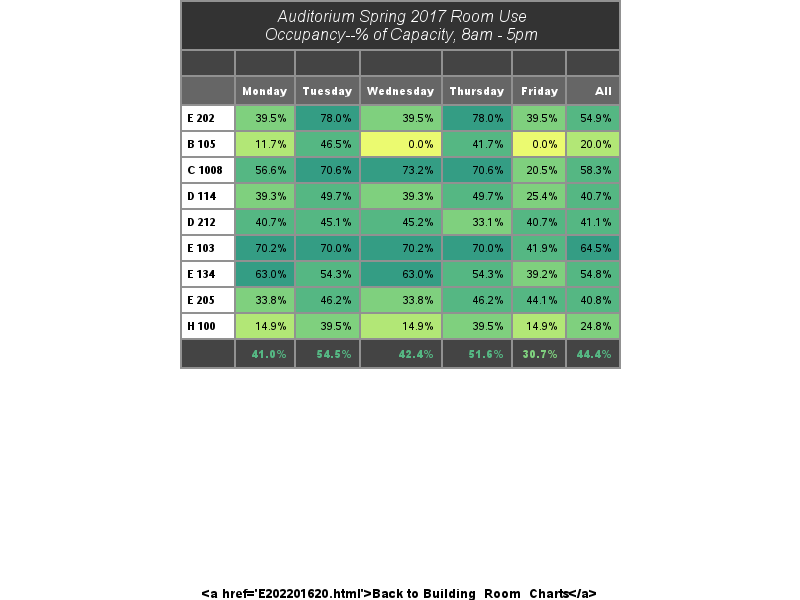 Auditorium Spring 2017 Room Use
Occupancy--% of Capacity, 8am - 5pm
Monday Tuesday Wednesday Thursday Friday All
E 202 39.5% 78.0% 39.5% 78.0% 39.5% 54.9%
B 105 11.7% 46.5% 0.0% 41.7% 0.0% 20.0%
C 1008 56.6% 70.6% 73.2% 70.6% 20.5% 58.3%
D 114 39.3% 49.7% 39.3% 49.7% 25.4% 40.7%
D 212 40.7% 45.1% 45.2% 33.1% 40.7% 41.1%
E 103 70.2% 70.0% 70.2% 70.0% 41.9% 64.5%
E 134 63.0% 54.3% 63.0% 54.3% 39.2% 54.8%
E 205 33.8% 46.2% 33.8% 46.2% 44.1% 40.8%
H 100 14.9% 39.5% 14.9% 39.5% 14.9% 24.8%
41.0% 54.5% 42.4% 51.6% 30.7% 44.4%
<a href='E202201620.html'>Back to Building  Room  Charts</a>